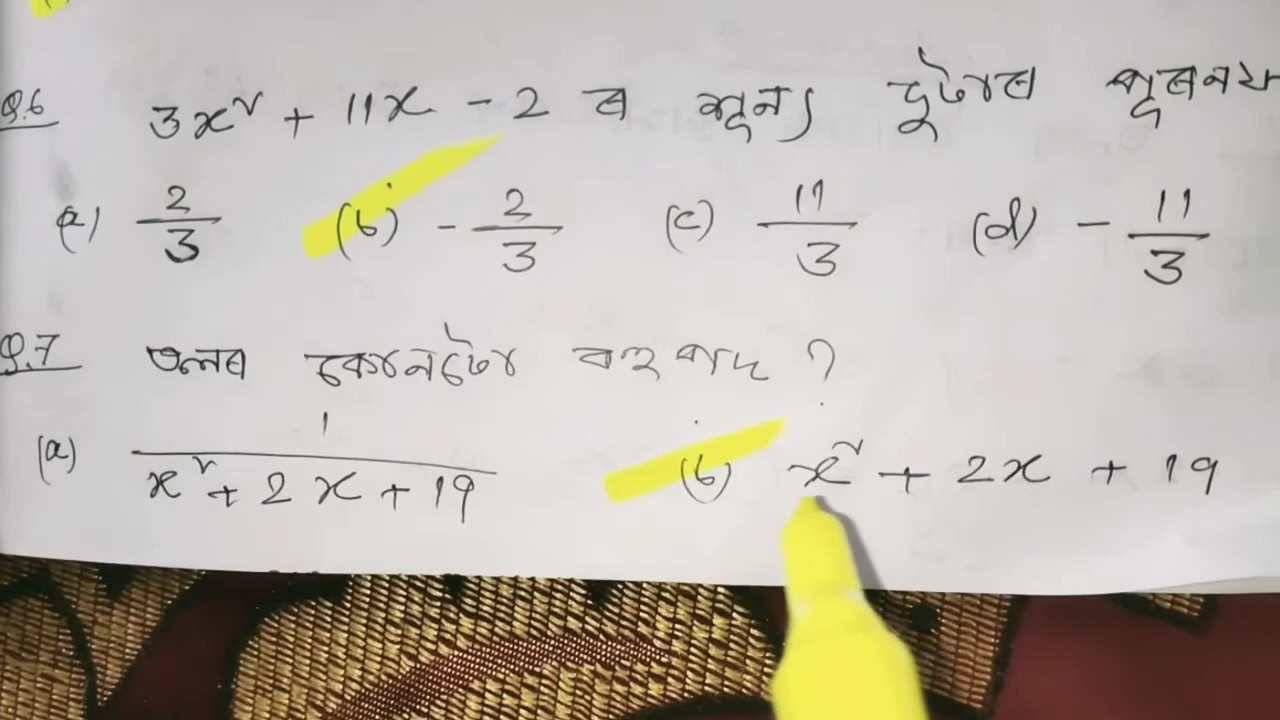 Q.6 3x² + 11x - 2 ৰ শূন্য দুটাৰ পূৰনফ
(a) 2/3 (b) - 2/3 (c) 11/3 (d) - 11/3
Q.7 তলৰ কোনটো বহুপদ ?
(a) 1/(x² + 2x + 19) (b) x² + 2x + 19